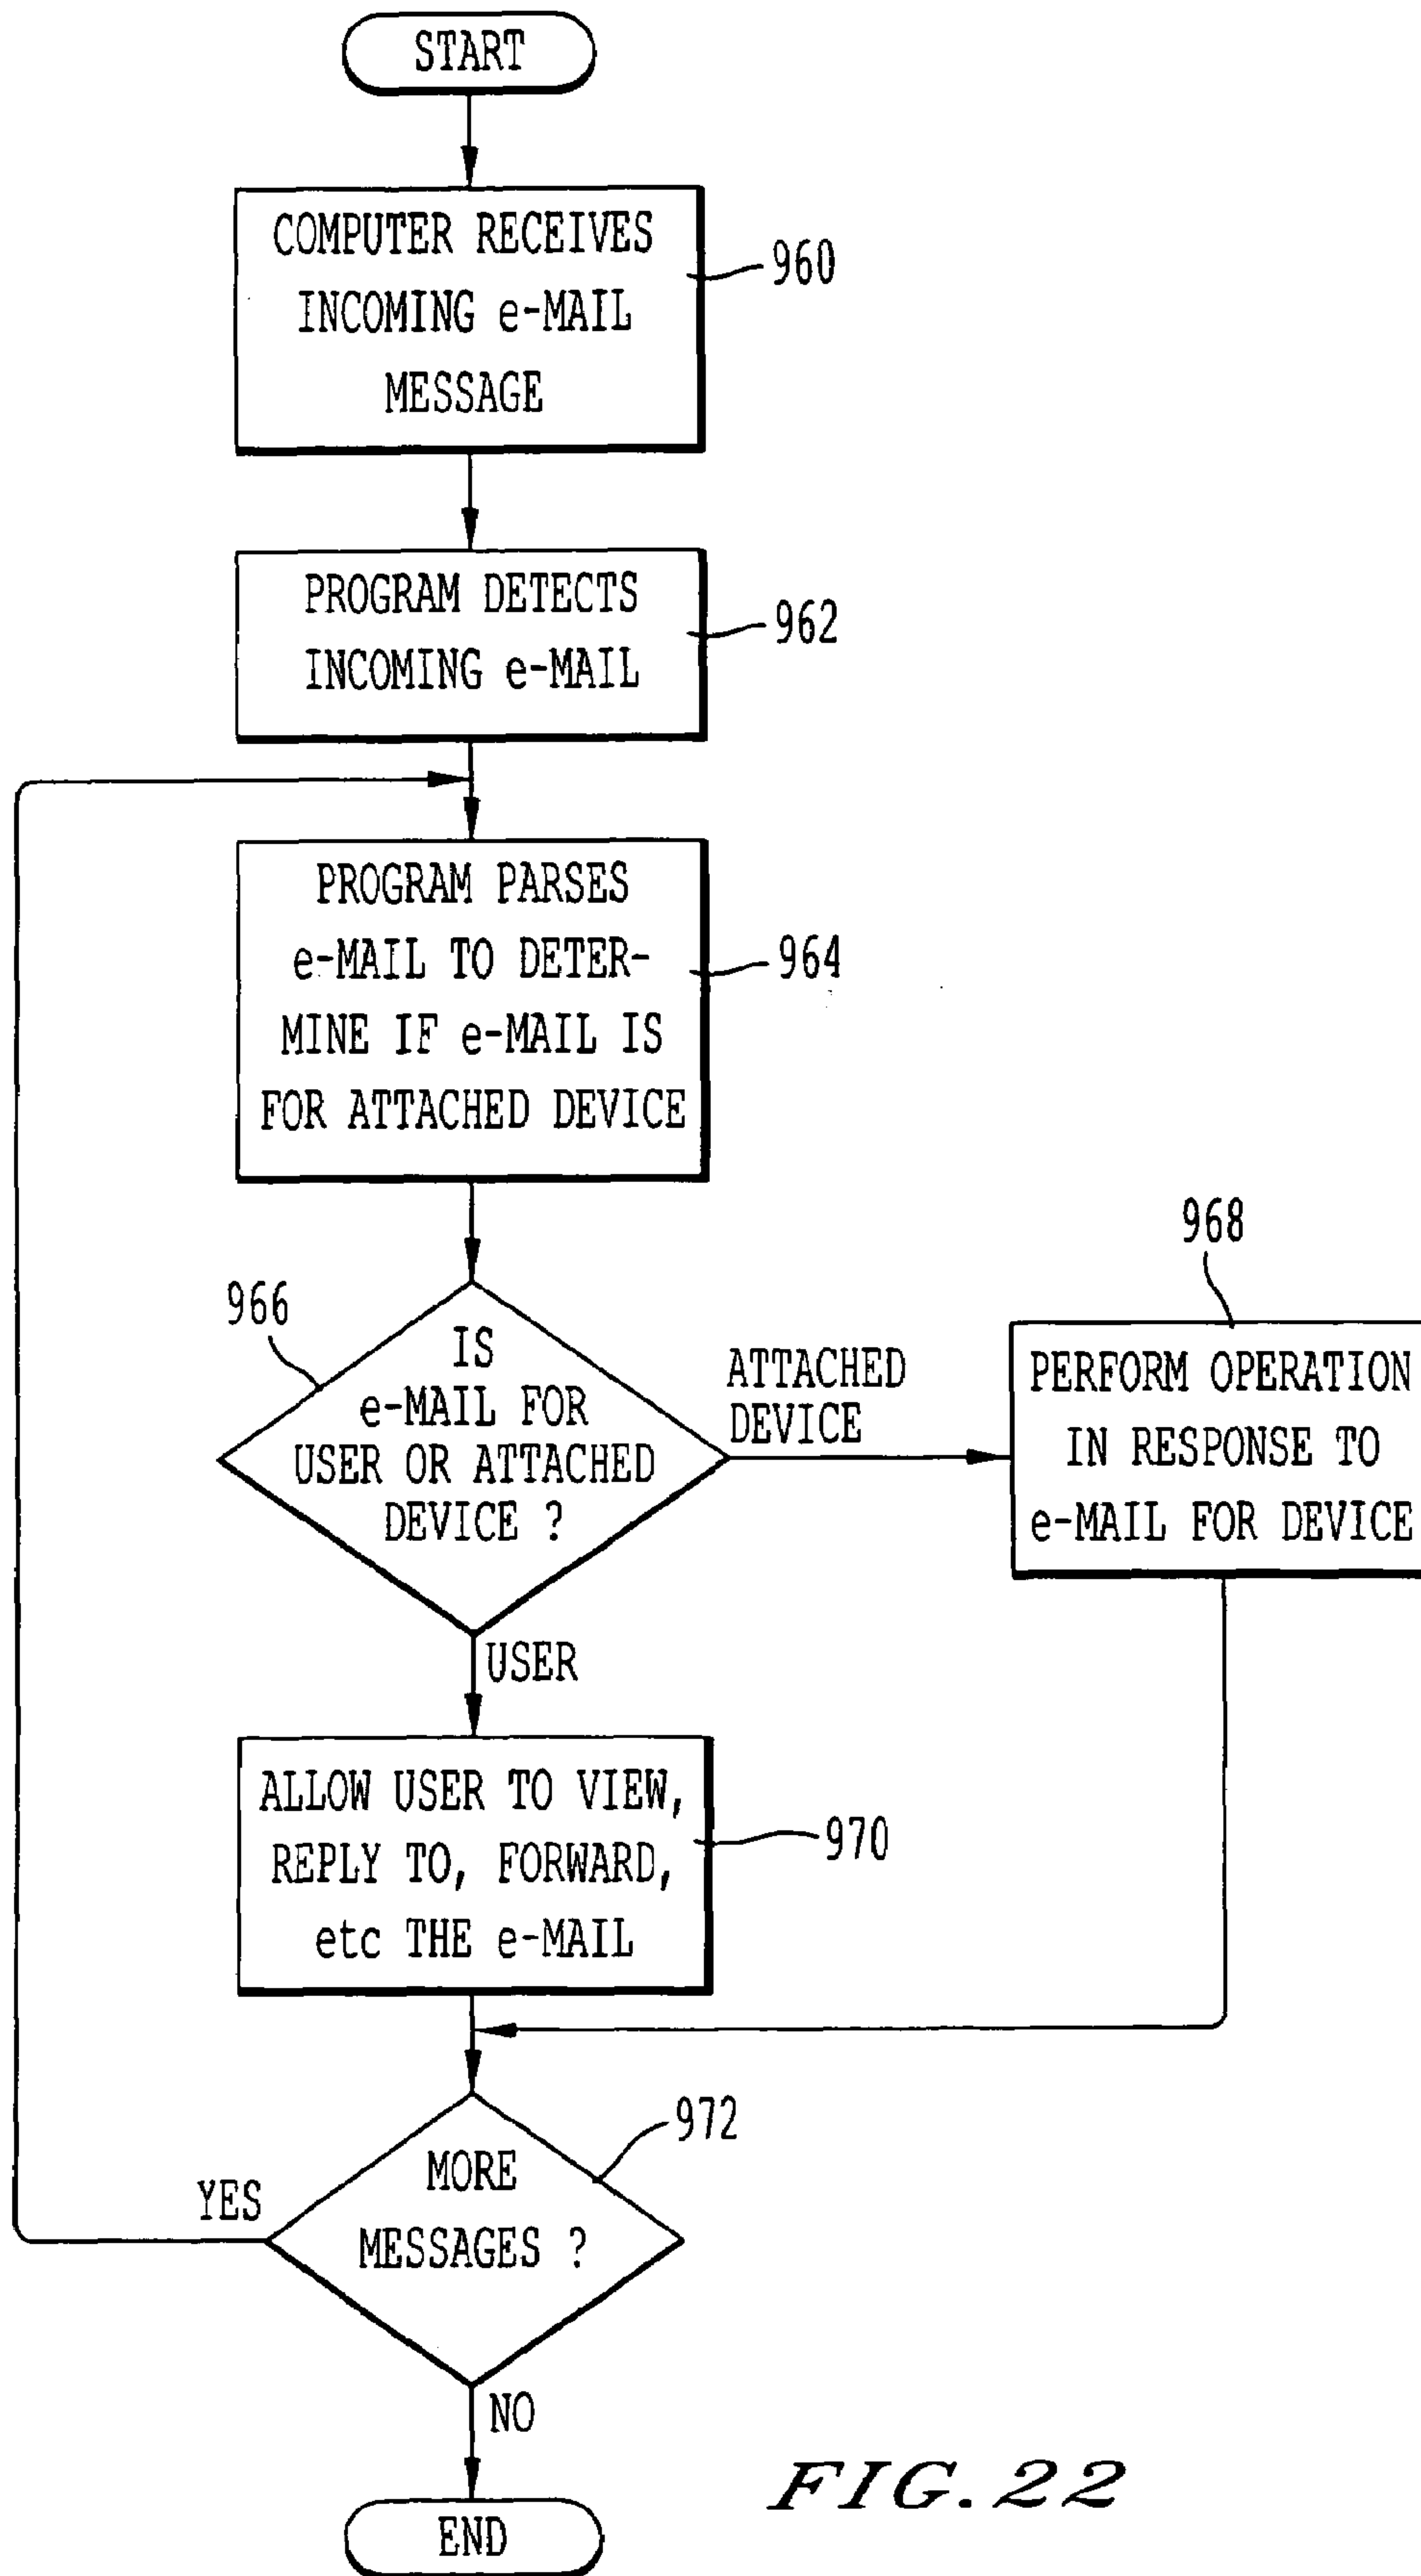 START
COMPUTER RECEIVES
INCOMING e-MAIL
MESSAGE
960
PROGRAM DETECTS
INCOMING e-MAIL
962
PROGRAM PARSES
e-MAIL TO DETER-
MINE IF e-MAIL IS
FOR ATTACHED DEVICE
964
966
IS
e-MAIL FOR
USER OR ATTACHED
DEVICE ?
ATTACHED
DEVICE
968
PERFORM OPERATION
IN RESPONSE TO
e-MAIL FOR DEVICE
USER
ALLOW USER TO VIEW,
REPLY TO, FORWARD,
etc THE e-MAIL
970
972
MORE
MESSAGES ?
YES
NO
END
FIG. 22